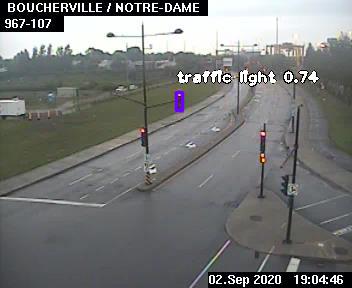 BOUCHERVILLE / NOTRE-DAME
967-107
traffic light 0.74
02.Sep 2020 19:04:46